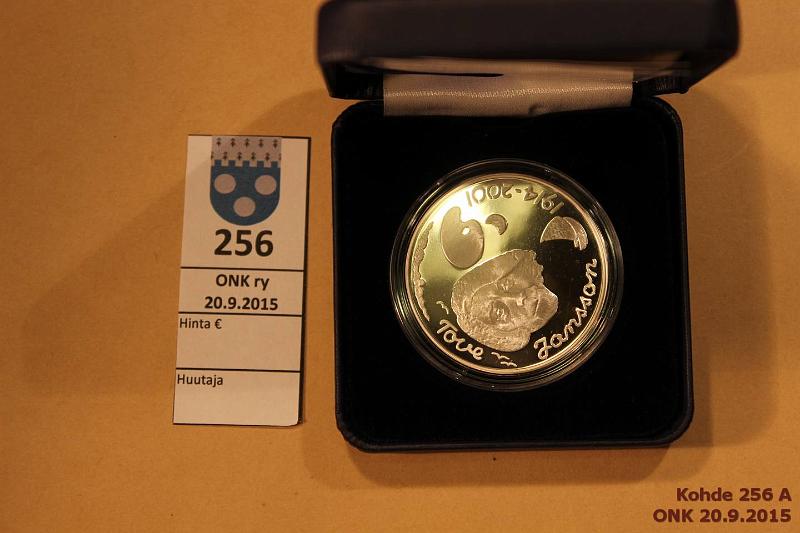 256
ONK ry
20.9.2015
Hinta €
Huutaja
1914-2001
Tove Jansson
Kohde 256 A
ONK 20.9.2015